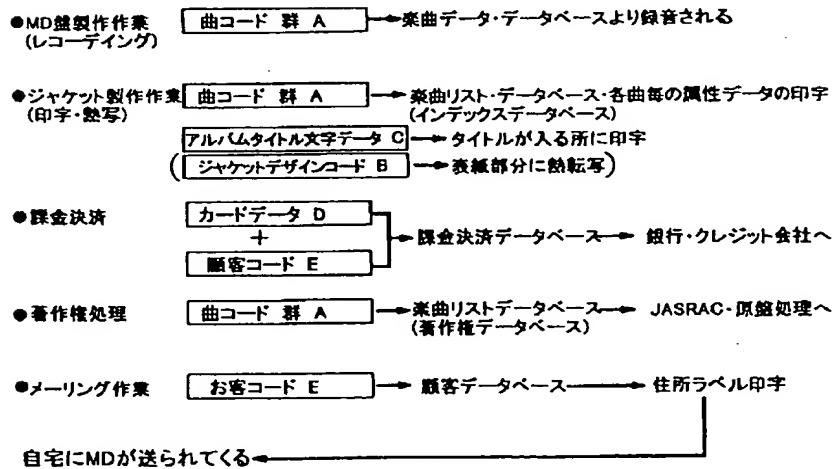 ●MD盤製作作業 曲コード 群 A 楽曲データ・データベースより録音される
(レコーデイング)
●ジャケット製作作業 曲コード 群 A 楽曲リスト・データベース・各曲毎の属性データの印字
(印字・熱写) (インデックスデータベース)
アルバムタイトル文字データ C タイトルが入る所に印字
(ジャケットデザインコード B 表紙部分に熱転写)
●課金決済 カードデータ D
+ 課金決済データベース 銀行・クレジット会社へ
顧客コード E
●著作権処理 曲コード 群 A 楽曲リストデータベース JASRAC・原盤処理へ
(著作権データベース)
●メーリング作業 お客コード E 顧客データベース 住所ラベル印字
自宅にMDが送られてくる